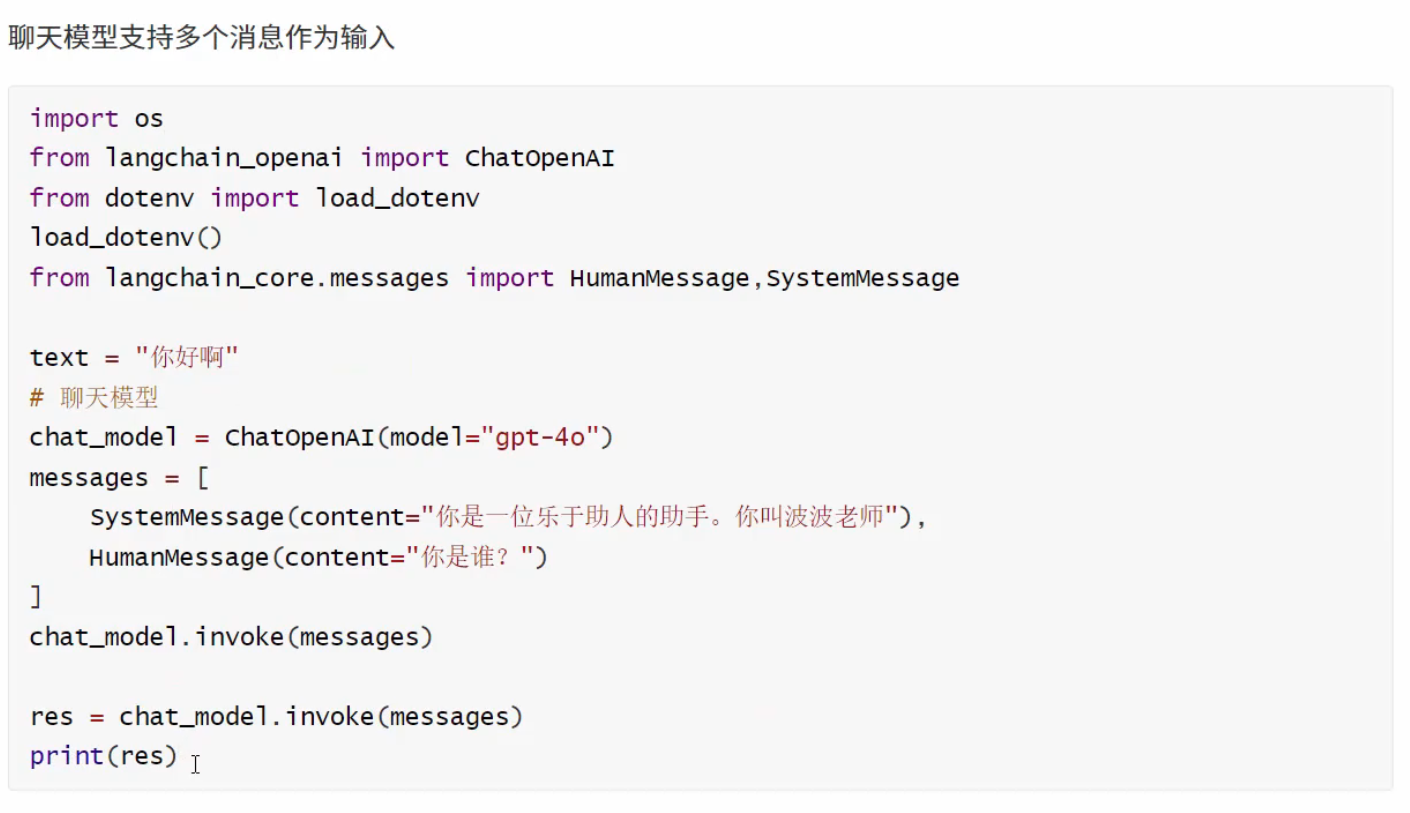 聊天模型支持多个消息作为输入
import os
from langchain_openai import ChatOpenAI
from dotenv import load_dotenv
load_dotenv()
from langchain_core.messages import HumanMessage,SystemMessage
text = "你好啊"
# 聊天模型
chat_model = ChatOpenAI(model="gpt-4o")
messages = [
    SystemMessage(content="你是一位乐于助人的助手。你叫波波老师"),
    HumanMessage(content="你是谁？")
]
chat_model.invoke(messages)
res = chat_model.invoke(messages)
print(res)